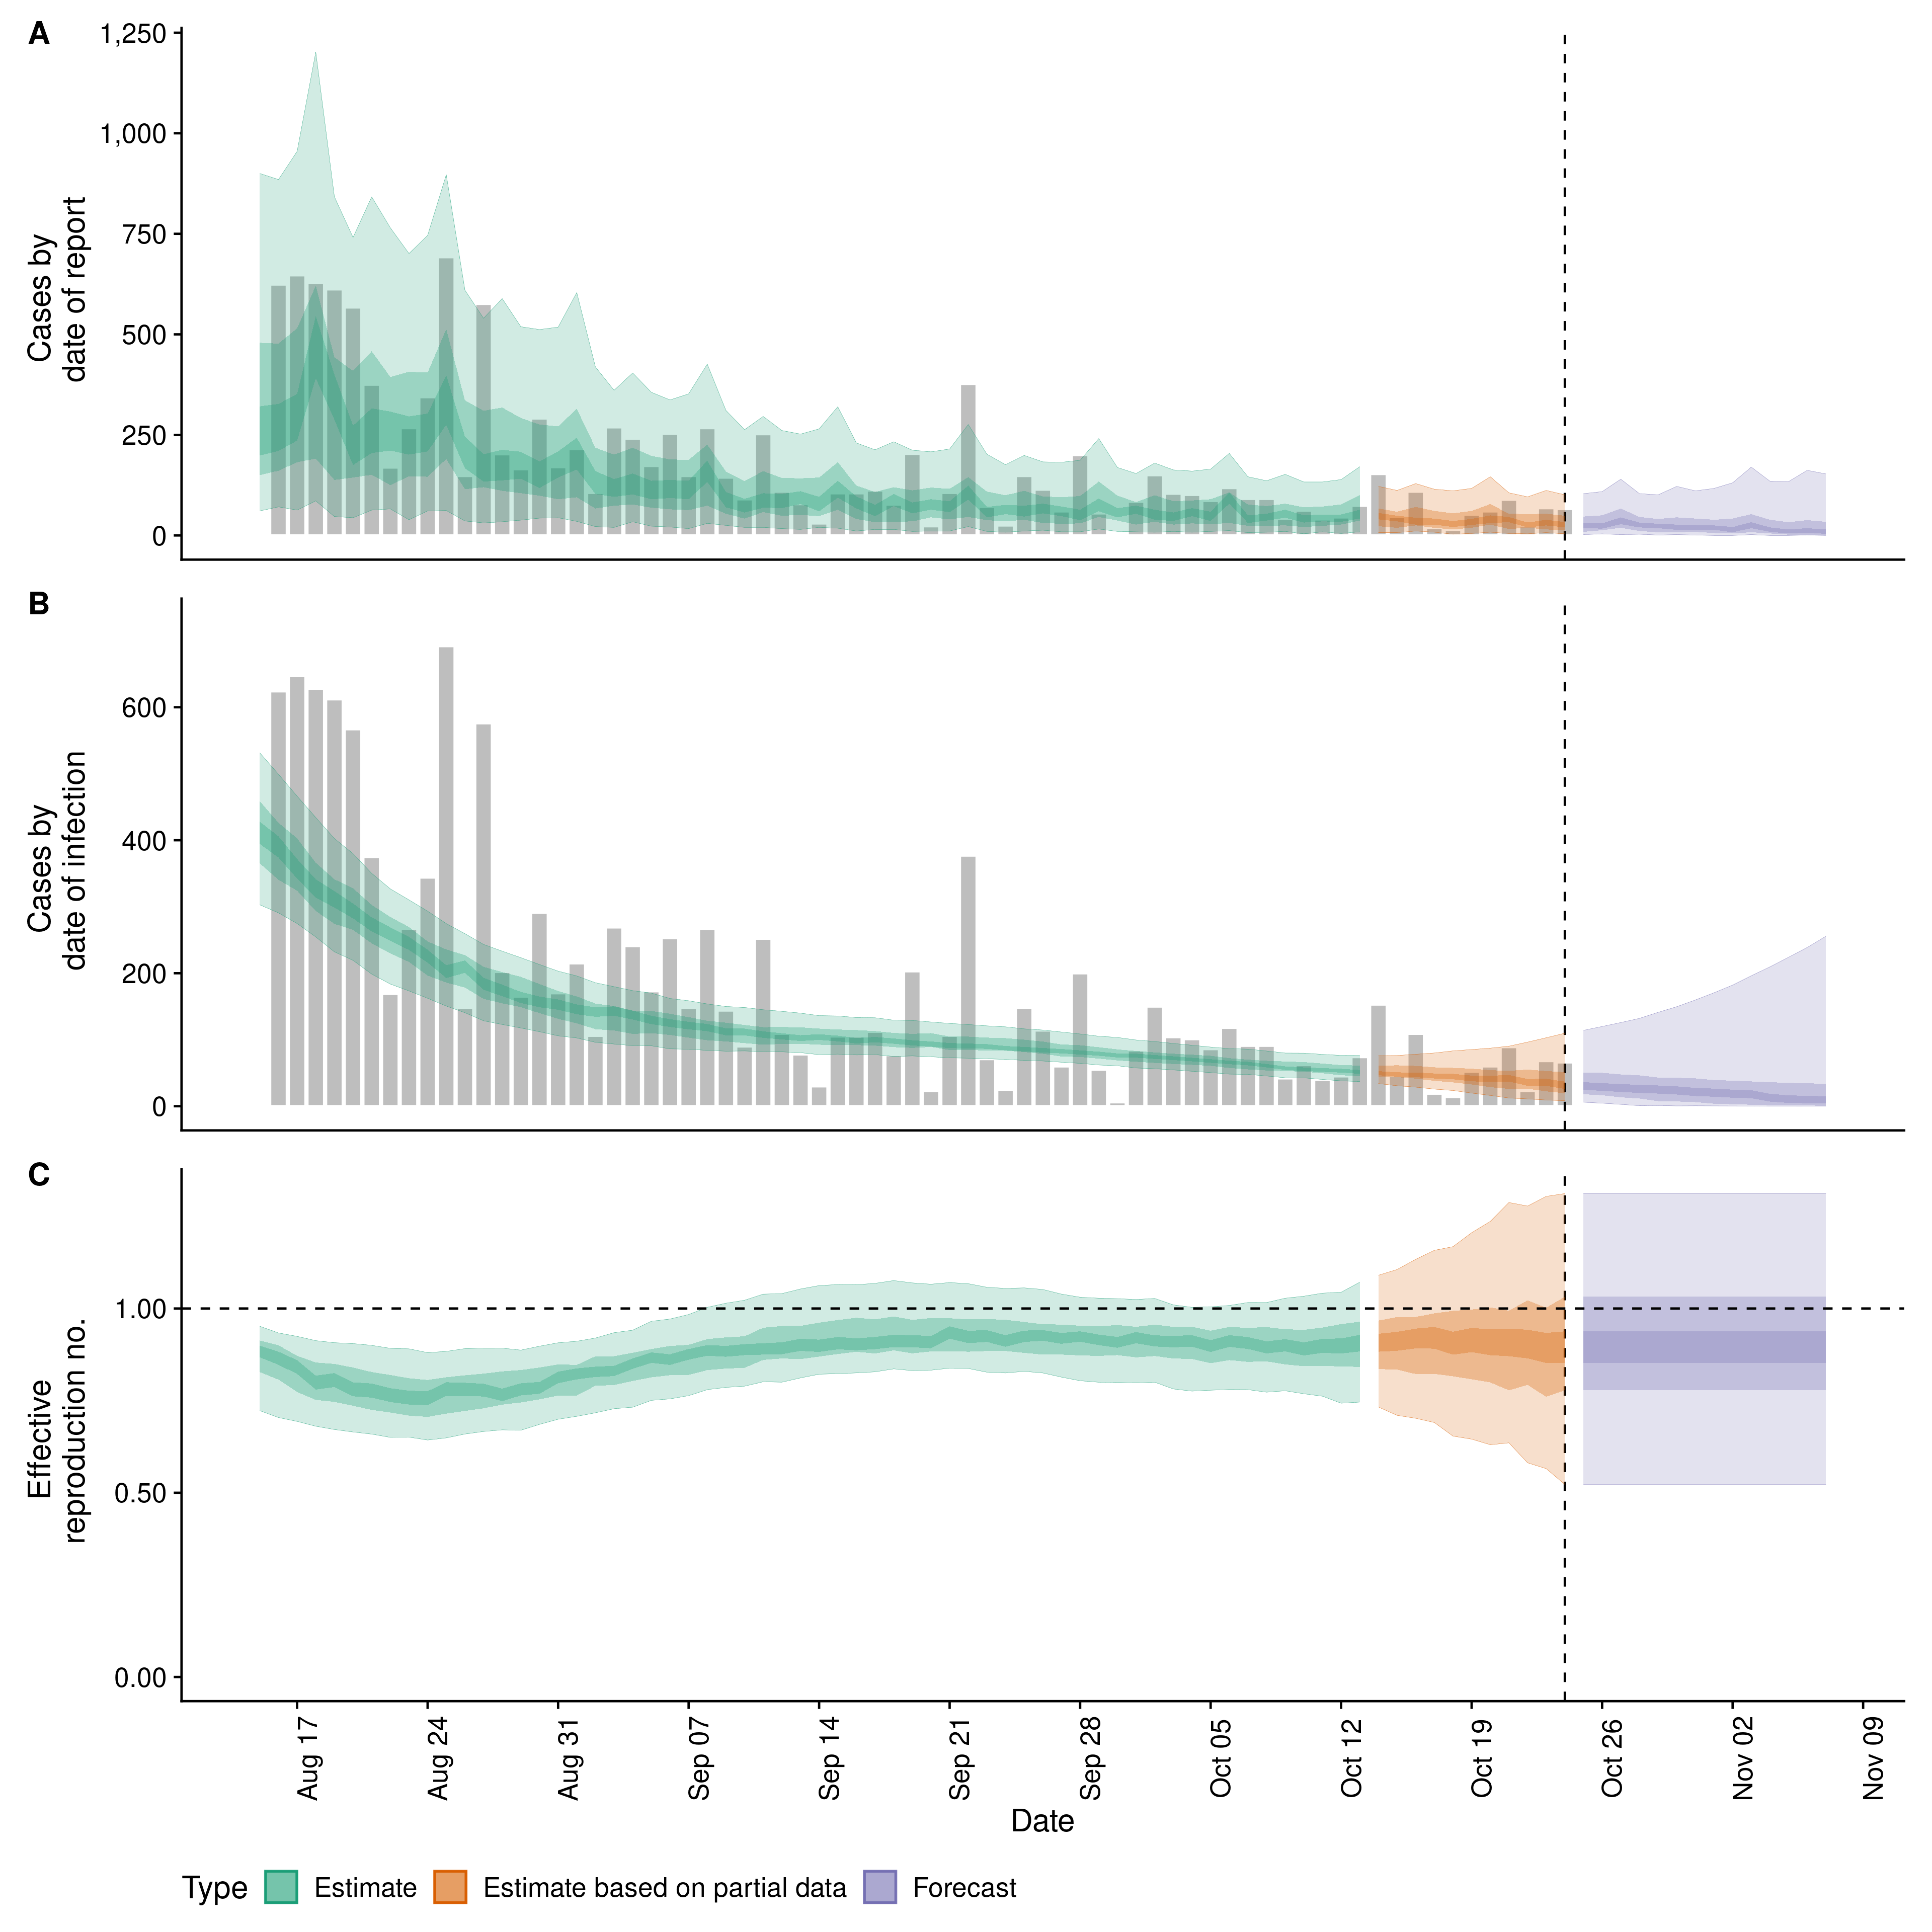 A
1,250
1,000
750
500
250
0
Cases by
date of report
B
600
400
200
0
Cases by
date of infection
C
1.00
0.50
0.00
Effective
reproduction no.
Aug 17
Aug 24
Aug 31
Sep 07
Sep 14
Sep 21
Sep 28
Oct 05
Oct 12
Oct 19
Oct 26
Nov 02
Nov 09
Date
Type Estimate Estimate based on partial data Forecast